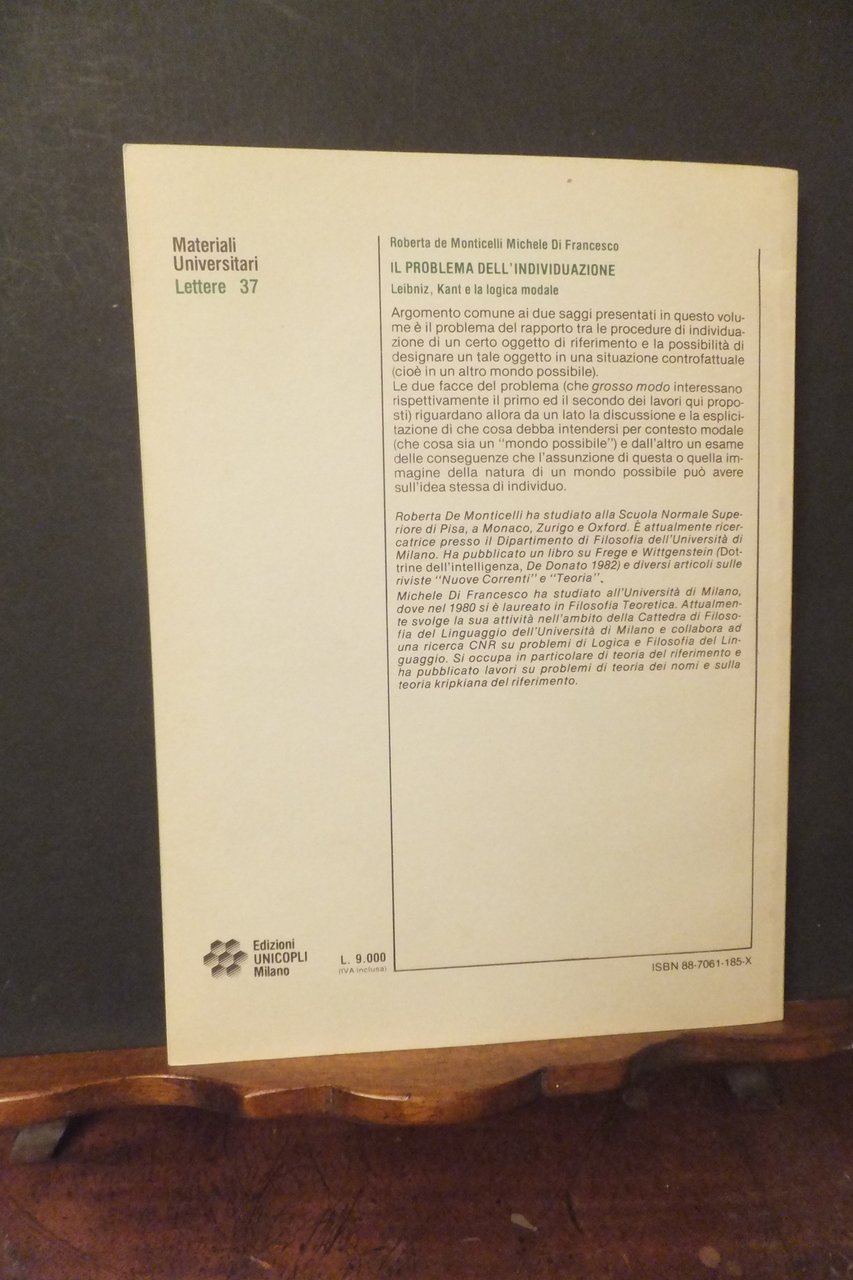 Materiali
Universitari
Lettere 37
Roberta de Monticelli Michele Di Francesco
IL PROBLEMA DELL'INDIVIDUAZIONE
Leibniz, Kant e la logica modale
Argomento comune ai due saggi presentati in questo volu-
me è il problema del rapporto tra le procedure di individua-
zione di un certo oggetto di riferimento e la possibilità di
designare un tale oggetto in una situazione controfattuale
(cioè in un altro mondo possibile).
Le due facce del problema (che grosso modo interessano
rispettivamente il primo ed il secondo dei lavori qui propo-
sti) riguardano allora da un lato la discussione e la esplici-
tazione di che cosa debba intendersi per contesto modale
(che cosa sia un "mondo possibile") e dall'altro un esame
delle conseguenze che l'assunzione di questa o quella im-
magine della natura di un mondo possibile può avere
sull'idea stessa di individuo.
Roberta De Monticelli ha studiato alla Scuola Normale Supe-
riore di Pisa, a Monaco, Zurigo e Oxford. È attualmente ricer-
catrice presso il Dipartimento di Filosofia dell'Università di
Milano. Ha pubblicato un libro su Frege e Wittgenstein (Dot-
trine dell'intelligenza, De Donato 1982) e diversi articoli sulle
riviste "Nuove Correnti" e "Teoria".
Michele Di Francesco ha studiato all'Università di Milano,
dove nel 1980 si è laureato in Filosofia Teoretica. Attualmen-
te svolge la sua attività nell'ambito della Cattedra di Filoso-
fia del Linguaggio dell'Università di Milano e collabora ad
una ricerca CNR su problemi di Logica e Filosofia del Lin-
guaggio. Si occupa in particolare di teoria del riferimento e
ha pubblicato lavori su problemi di teoria dei nomi e sulla
teoria kripkiana del riferimento.
Edizioni
UNICOPLI
Milano
L. 9.000
(IVA inclusa)
ISBN 88-7061-185-X